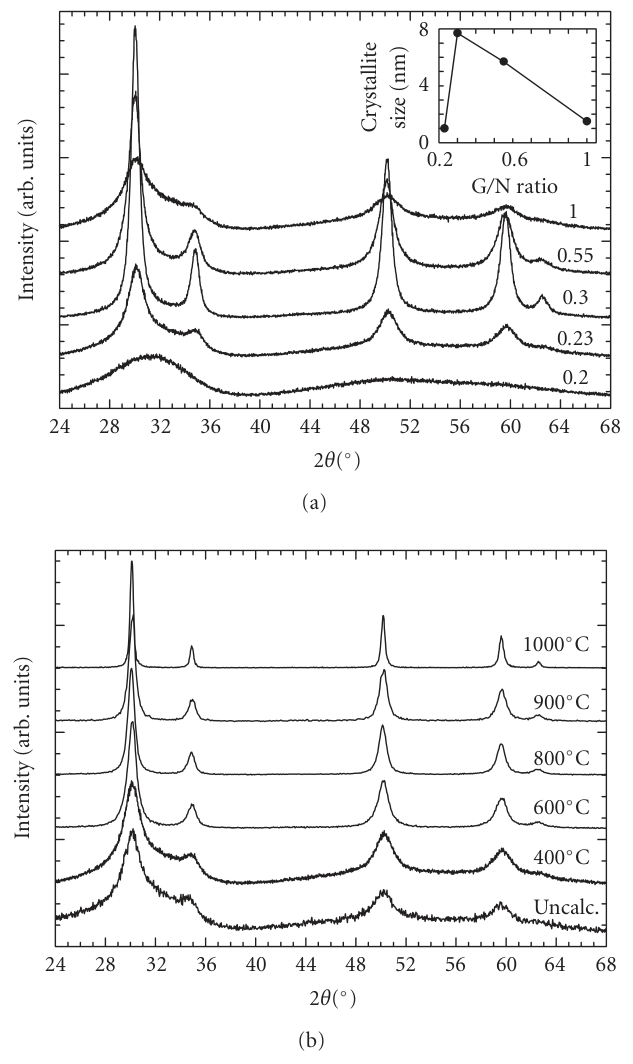 Intensity (arb. units)
Crystallite
size (nm)
8
4
0
0.2
0.6
1
G/N ratio
1
0.55
0.3
0.23
0.2
24 28 32 36 40 44 48 52 56 60 64 68
2θ(°)
(a)
Intensity (arb. units)
1000°C
900°C
800°C
600°C
400°C
Uncalc.
24 28 32 36 40 44 48 52 56 60 64 68
2θ(°)
(b)